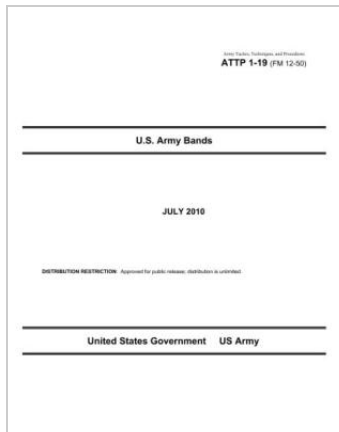 Army Tactics, Techniques, and Procedures
ATTP 1-19 (FM 12-50)
U.S. Army Bands
JULY 2010
DISTRIBUTION RESTRICTION Approved for public release; distribution is unlimited.
United States Government US Army